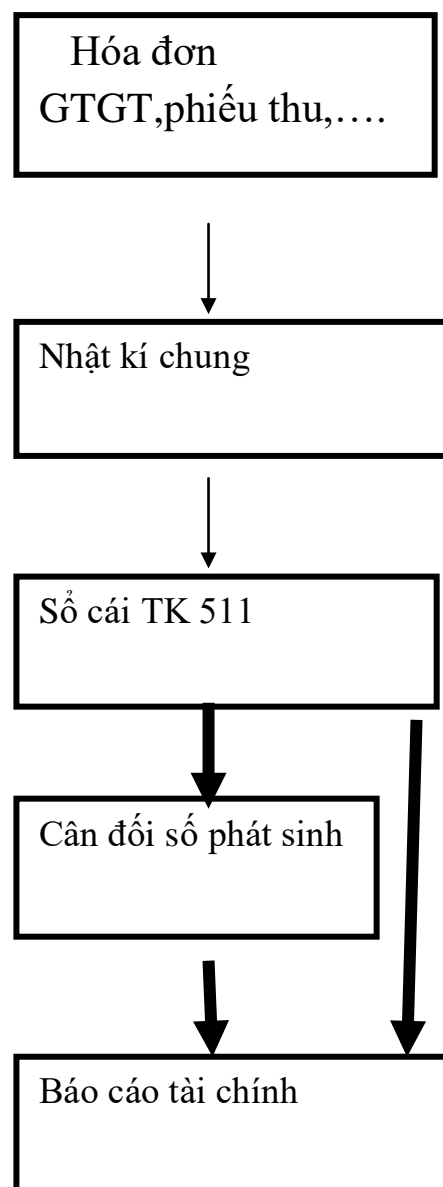 Hóa đơn
GTGT,phiếu thu,….
Nhật kí chung
Sổ cái TK 511
Cân đối số phát sinh
Báo cáo tài chính